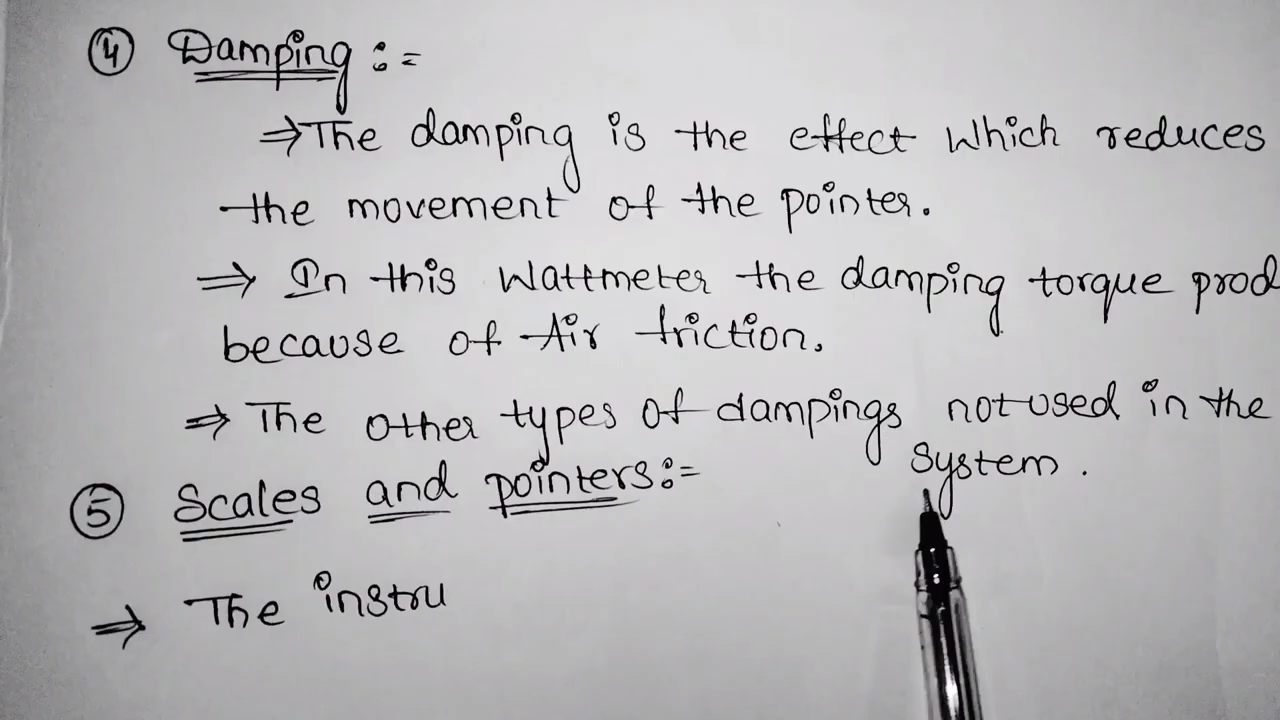 ④ Damping :=
⇒ The damping is the effect which reduces
the movement of the pointer.
⇒ In this Wattmeter the damping torque prod
because of Air friction.
⇒ The other types of dampings not used in the
system.
⑤ Scales and pointers :=
⇒ The instru